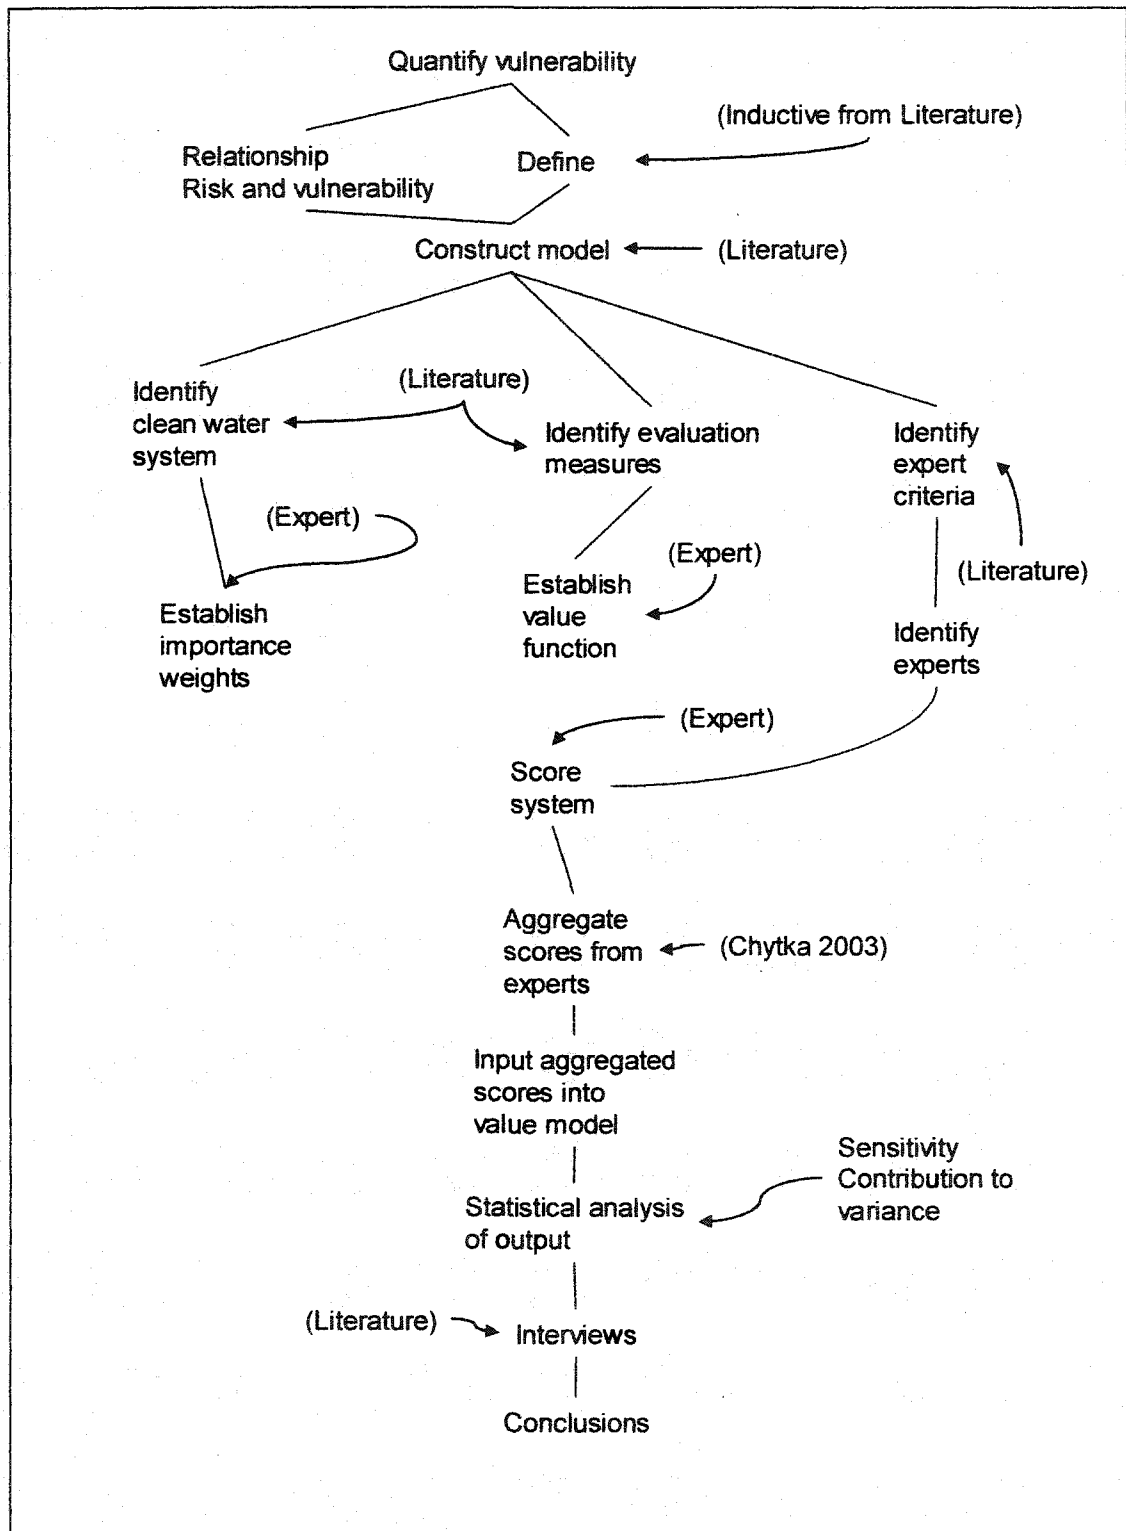 Quantify vulnerability
(Inductive from Literature)
Relationship
Risk and vulnerability
Define
Construct model
(Literature)
Identify
clean water
system
(Literature)
Identify evaluation
measures
Identify
expert
criteria
(Expert)
(Expert)
(Literature)
Establish
importance
weights
Establish
value
function
Identify
experts
(Expert)
Score
system
Aggregate
scores from
experts
(Chytka 2003)
Input aggregated
scores into
value model
Sensitivity
Contribution to
variance
Statistical analysis
of output
(Literature)
Interviews
Conclusions